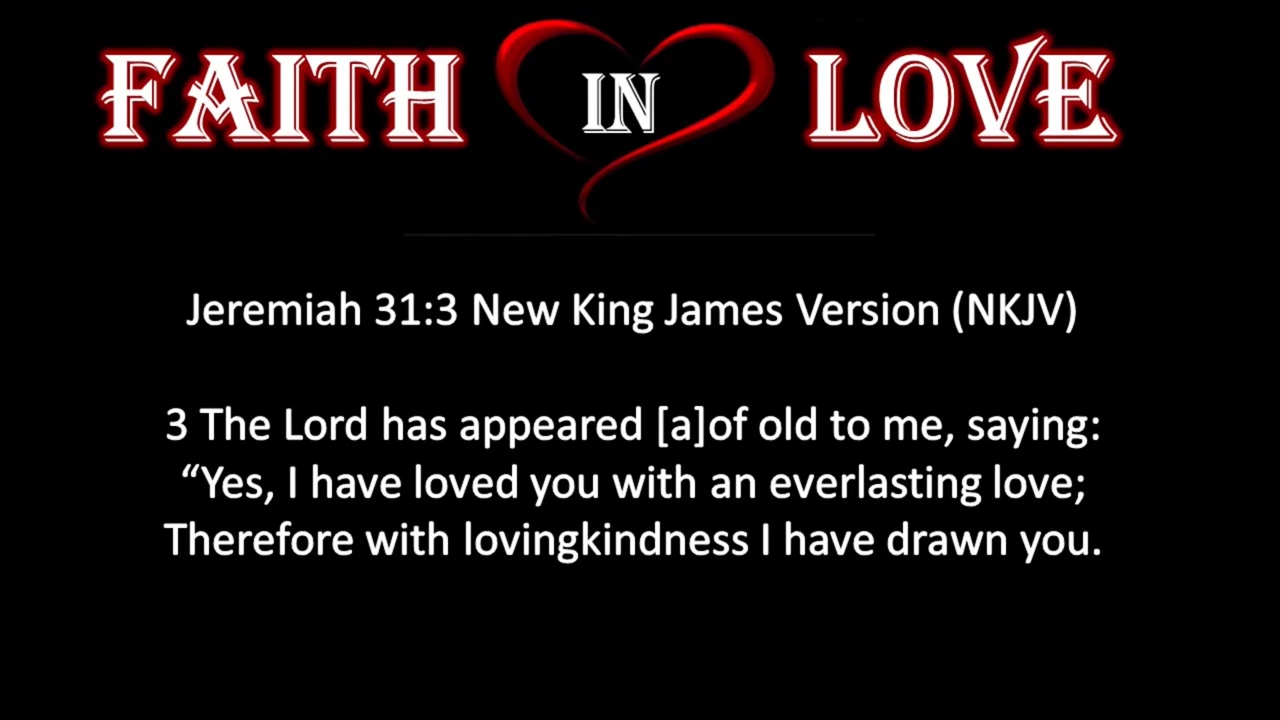 FAITH IN LOVE
Jeremiah 31:3 New King James Version (NKJV)
3 The Lord has appeared [a]of old to me, saying:
“Yes, I have loved you with an everlasting love;
Therefore with lovingkindness I have drawn you.